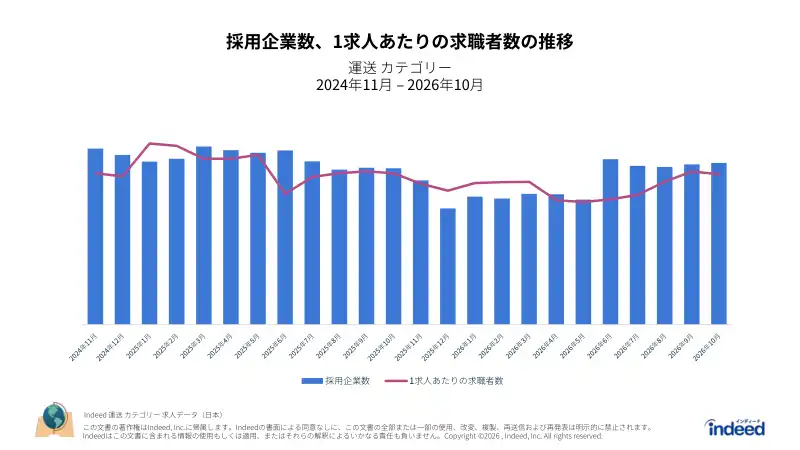 採用企業数、1求人あたりの求職者数の推移
運送 カテゴリー
2024年11月 – 2026年10月
2024年11月
2024年12月
2025年1月
2025年2月
2025年3月
2025年4月
2025年5月
2025年6月
2025年7月
2025年8月
2025年9月
2025年10月
2025年11月
2025年12月
2026年1月
2026年2月
2026年3月
2026年4月
2026年5月
2026年6月
2026年7月
2026年8月
2026年9月
2026年10月
採用企業数 1求人あたりの求職者数
Indeed 運送 カテゴリー 求人データ（日本）
この文書の著作権はIndeed, Inc.に帰属します。Indeedの書面による同意なしに、この文書の全部または一部の使用、改変、複製、再送信および再発表は明示的に禁止されます。
Indeedはこの文書に含まれる情報の使用もしくは適用、またはそれらの解釈によるいかなる責任も負いません。Copyright ©2026 , Indeed, Inc. All rights reserved.
インディード
indeed